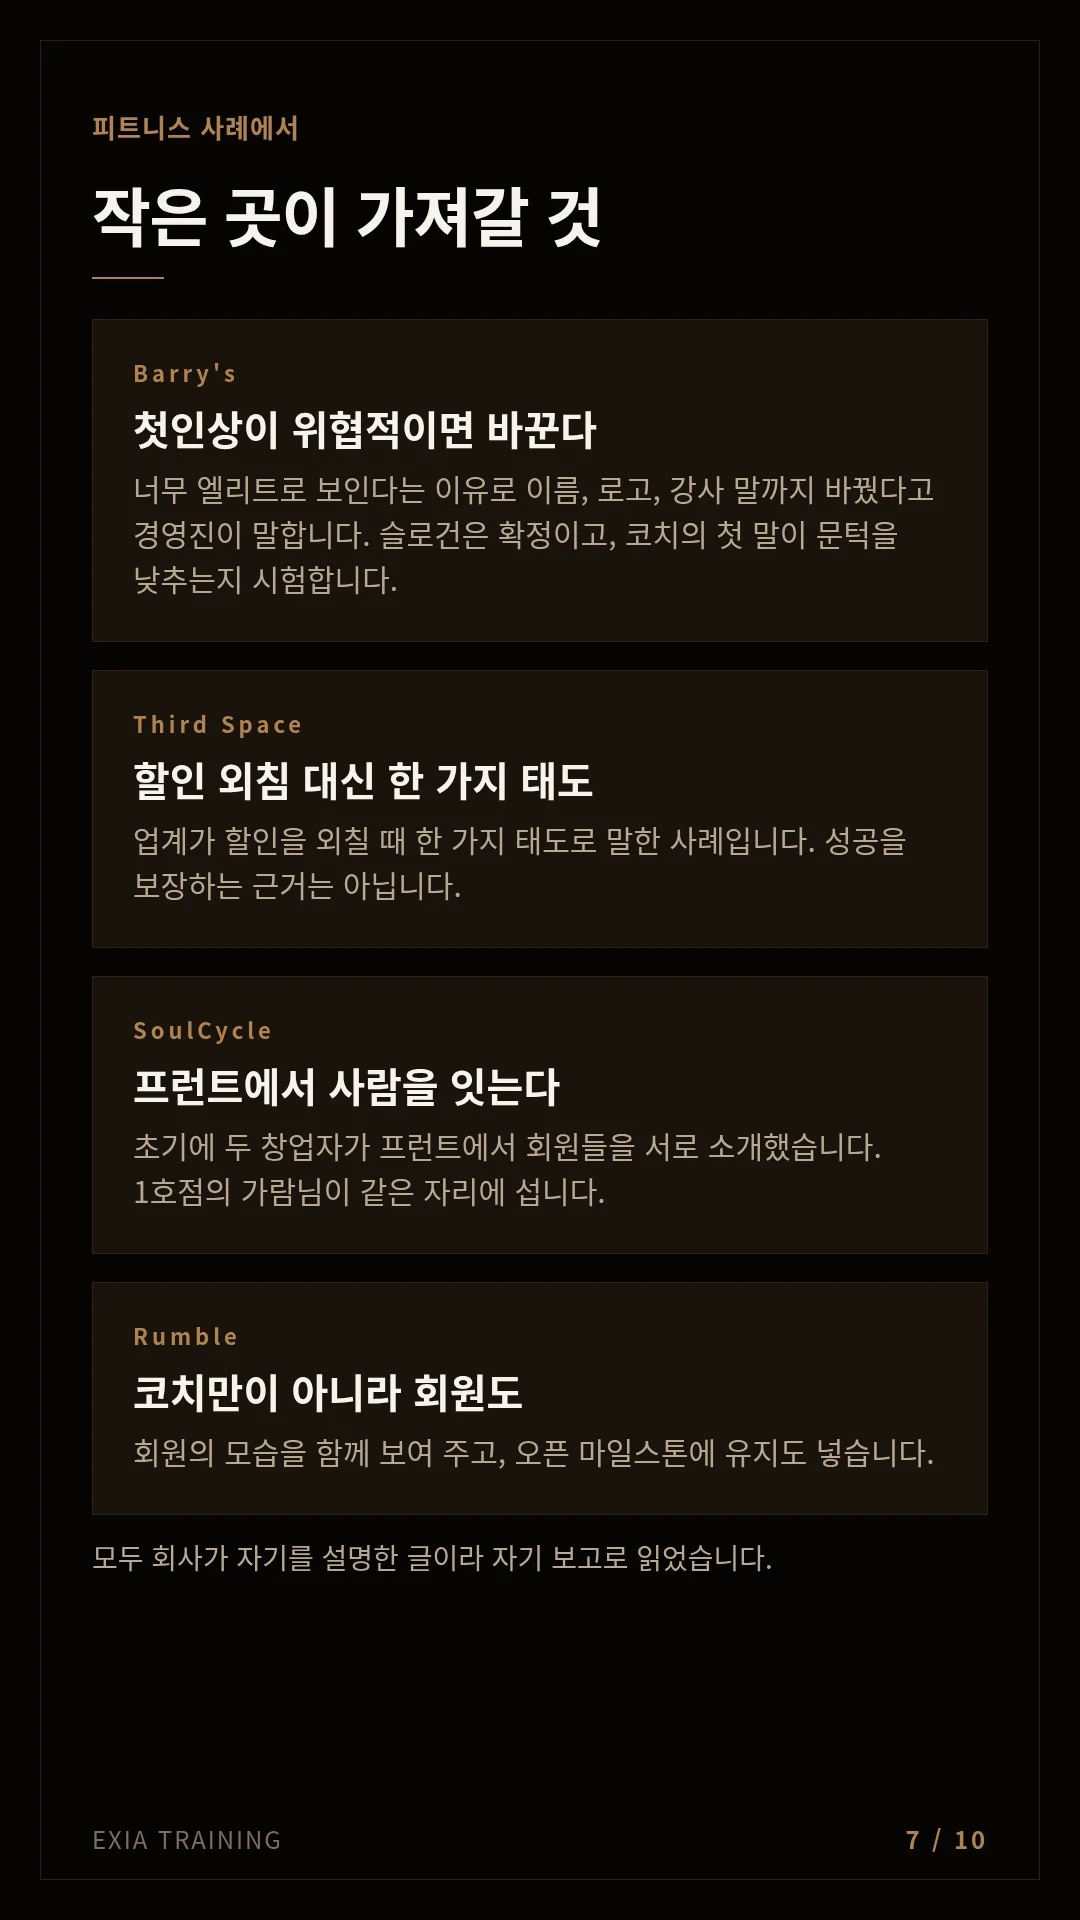 피트니스 사례에서
작은 곳이 가져갈 것
Barry's
첫인상이 위협적이면 바꾼다
너무 엘리트로 보인다는 이유로 이름, 로고, 강사 말까지 바꿨다고
경영진이 말합니다. 슬로건은 확정이고, 코치의 첫 말이 문턱을
낮추는지 시험합니다.
Third Space
할인 외침 대신 한 가지 태도
업계가 할인을 외칠 때 한 가지 태도로 말한 사례입니다. 성공을
보장하는 근거는 아닙니다.
SoulCycle
프런트에서 사람을 잇는다
초기에 두 창업자가 프런트에서 회원들을 서로 소개했습니다.
1호점의 가람님이 같은 자리에 섭니다.
Rumble
코치만이 아니라 회원도
회원의 모습을 함께 보여 주고, 오픈 마일스톤에 유지도 넣습니다.
모두 회사가 자기를 설명한 글이라 자기 보고로 읽었습니다.
EXIA TRAINING
7 / 10